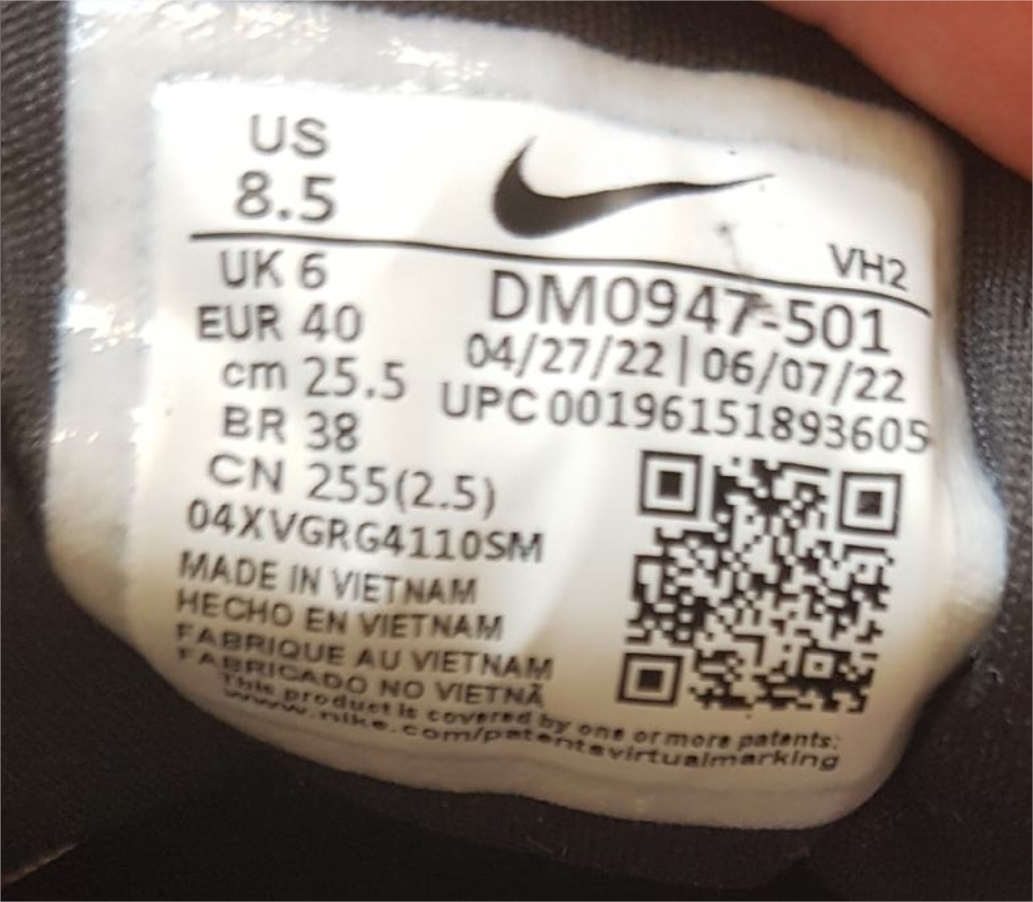 US
8.5
VH2
UK 6
EUR 40
cm 25.5
BR 38
CN 255(2.5)
DM0947-501
04/27/22 | 06/07/22
UPC 00196151893605
04XVGRG4110SM
MADE IN VIETNAM
HECHO EN VIETNAM
FABRIQUE AU VIETNAM
FABRICADO NO VIETNÃ
This product is covered by one or more patents:
www.nike.com/patentsvirtualmarking